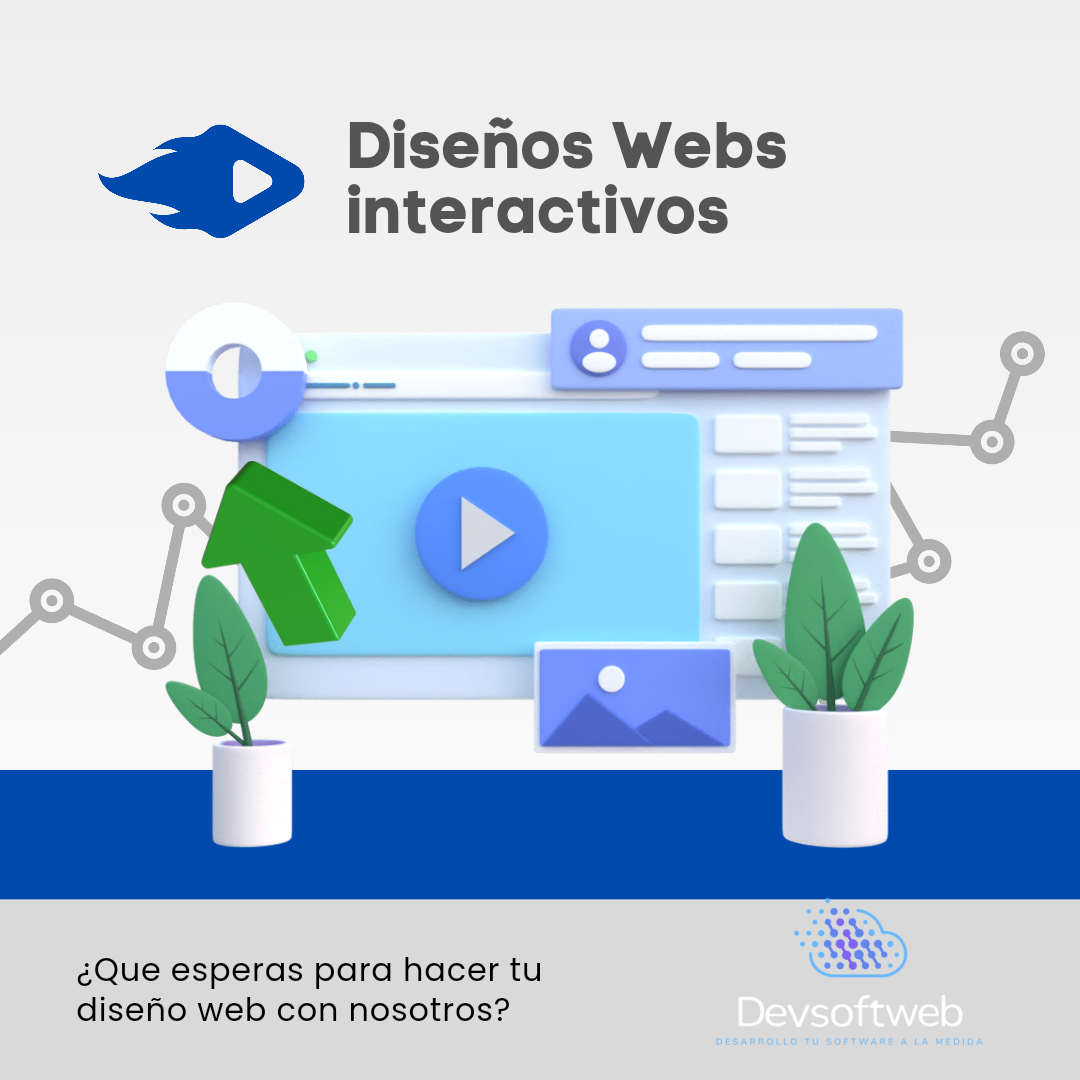 Diseños Webs
interactivos
¿Que esperas para hacer tu
diseño web con nosotros?
Devsoftweb
DESARROLLO TU SOFTWARE A LA MEDIDA